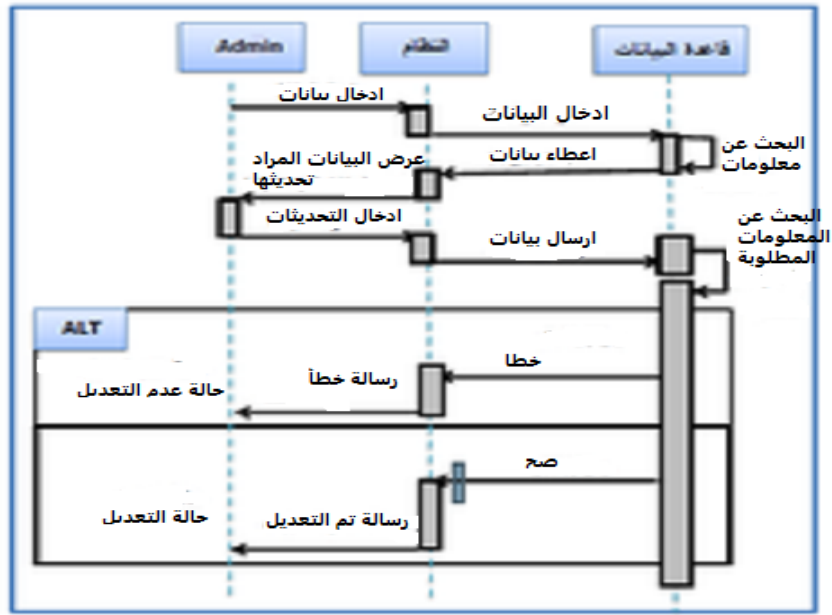 Admin
النظام
قاعدة البيانات
ادخال بيانات
ادخال البيانات
البحث عن
معلومات
اعطاء بيانات
عرض البيانات المراد
تحديثها
ادخال التحديثات
البحث عن
المعلومات
المطلوبة
ارسال بيانات
ALT
خطا
رسالة خطأ
حالة عدم التعديل
صح
رسالة تم التعديل
حالة التعديل